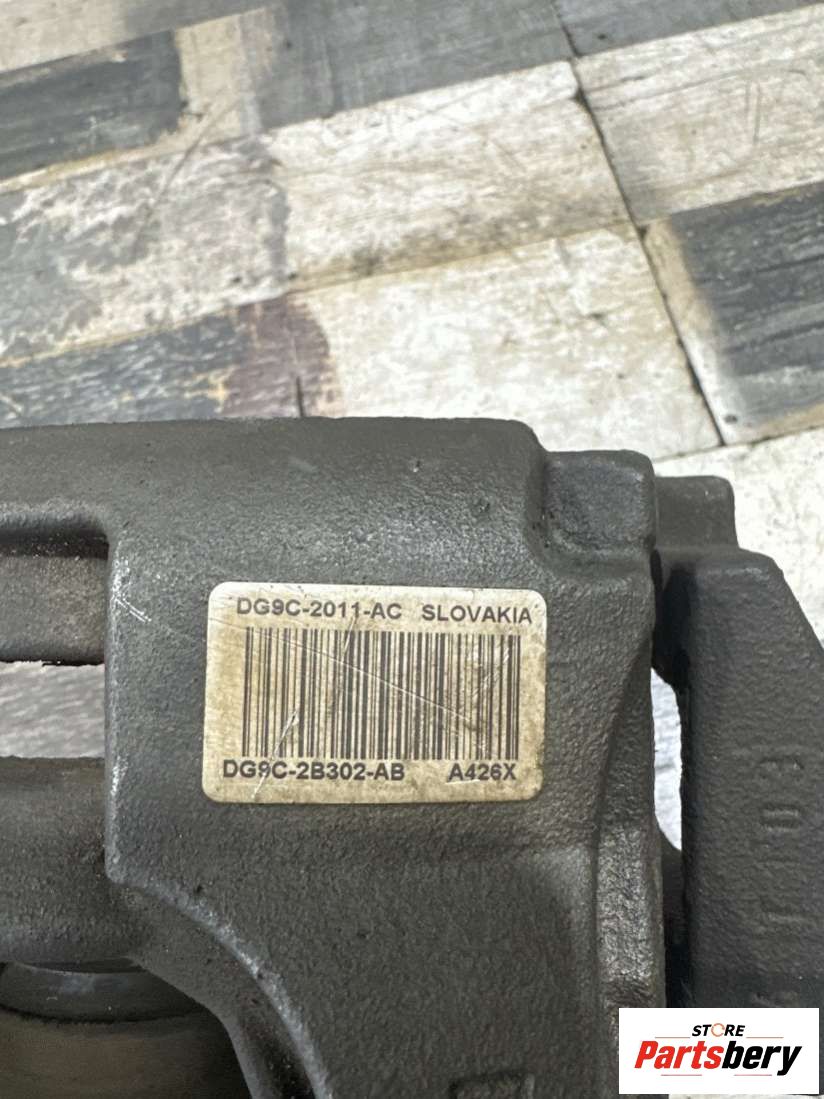 DG9C-2011-AC SLOVAKIA
DG9C-2B302-AB A426X
STORE
Partsbery